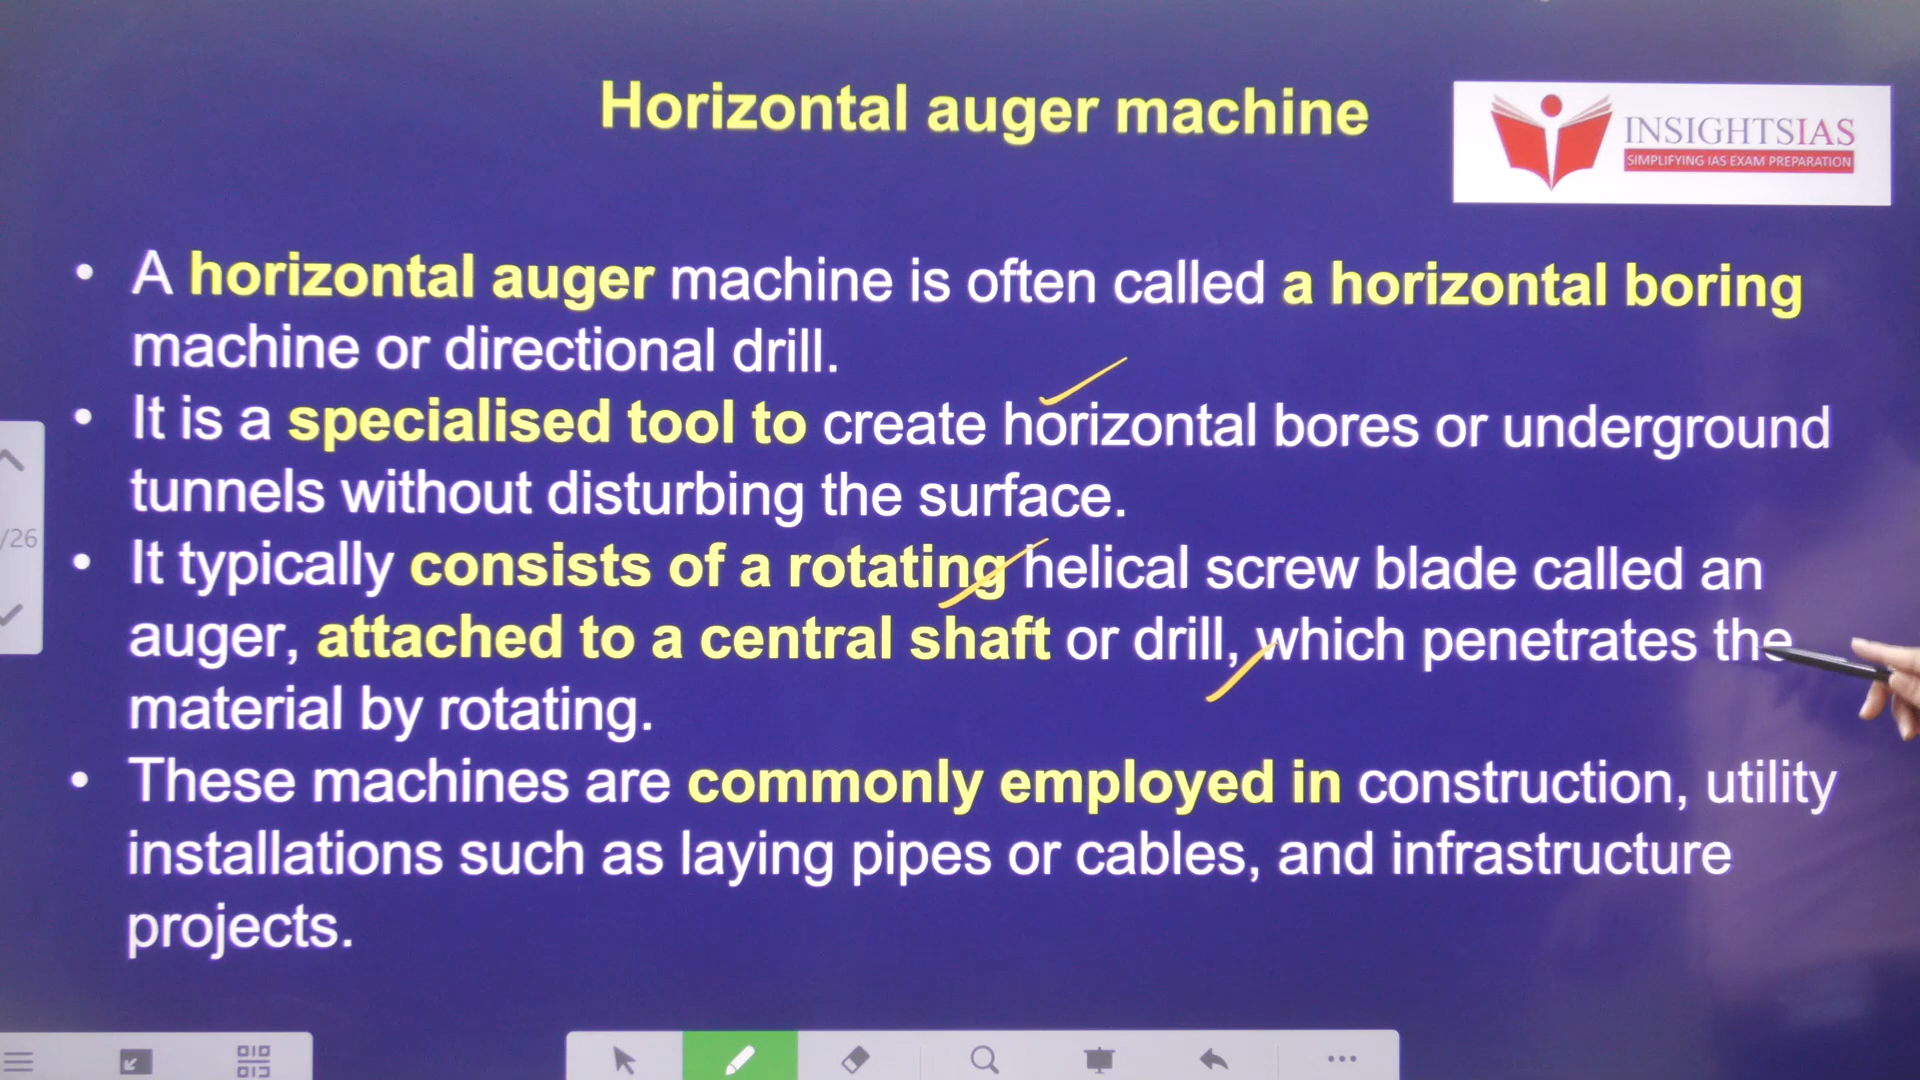 Horizontal auger machine
INSIGHTSIAS
SIMPLIFYING IAS EXAM PREPARATION
• A horizontal auger machine is often called a horizontal boring
machine or directional drill.
• It is a specialised tool to create horizontal bores or underground
tunnels without disturbing the surface.
• It typically consists of a rotating helical screw blade called an
auger, attached to a central shaft or drill, which penetrates the
material by rotating.
• These machines are commonly employed in construction, utility
installations such as laying pipes or cables, and infrastructure
projects.
/26